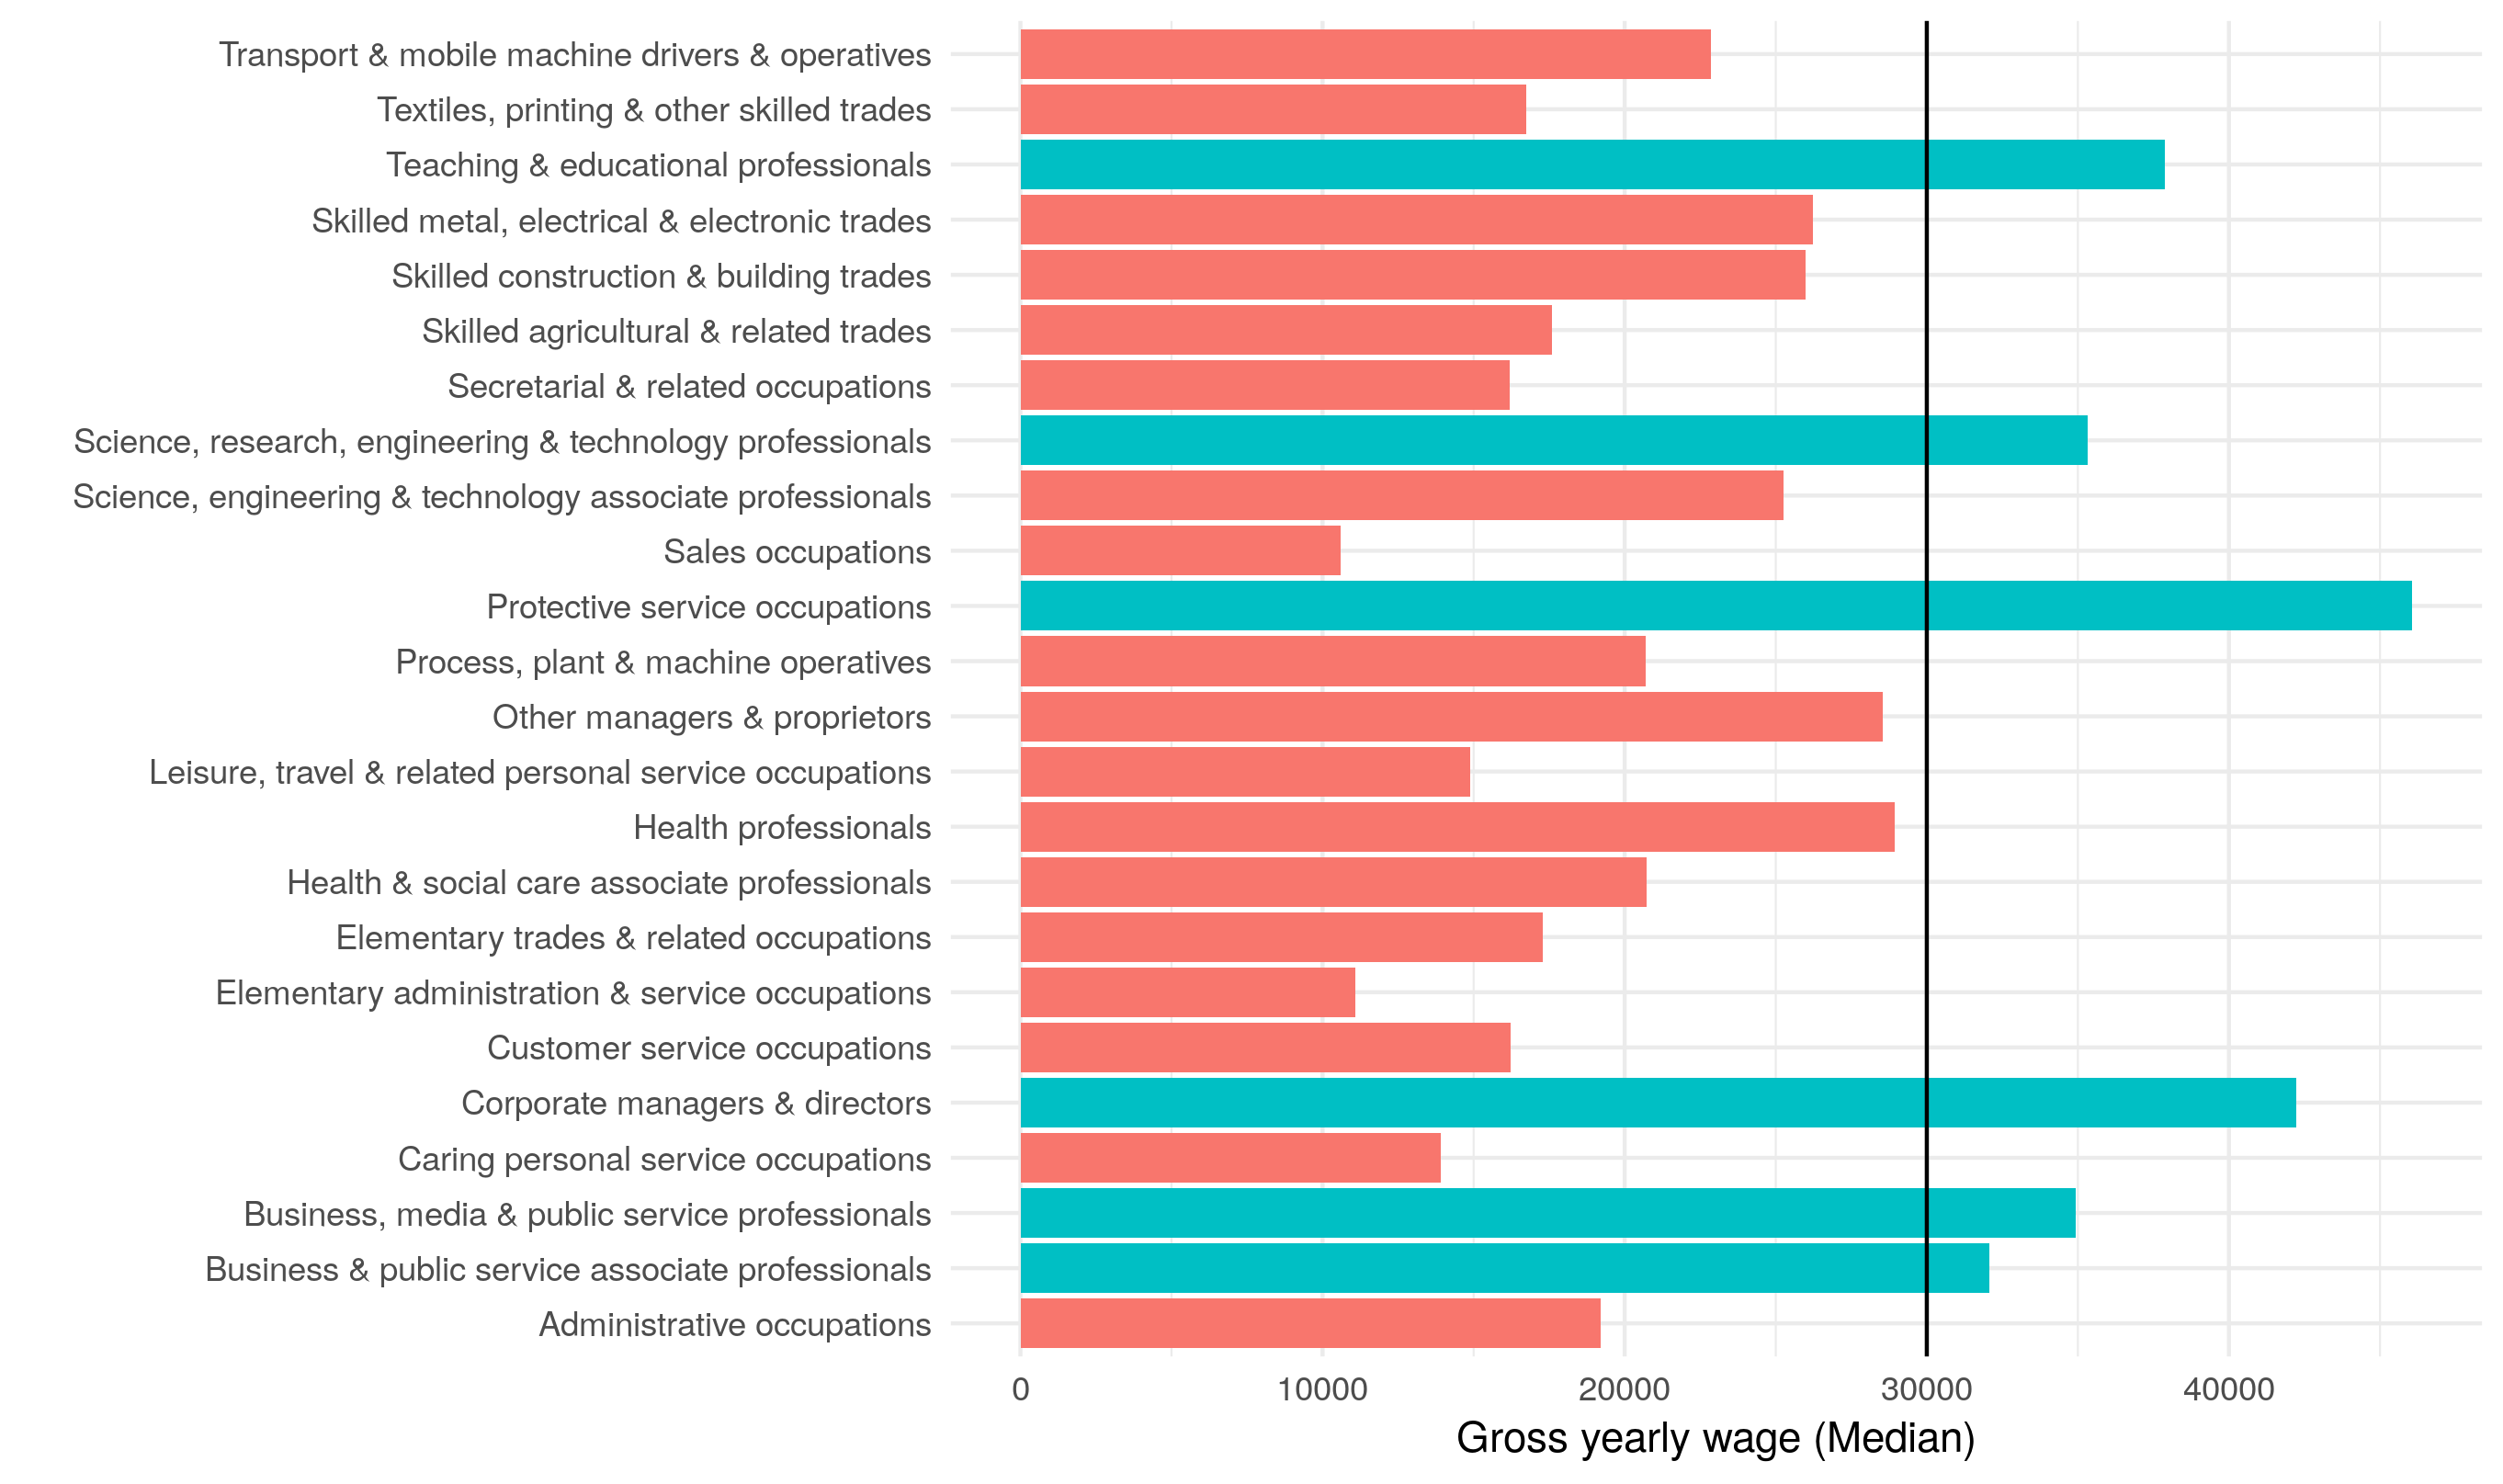 Transport & mobile machine drivers & operatives
Textiles, printing & other skilled trades
Teaching & educational professionals
Skilled metal, electrical & electronic trades
Skilled construction & building trades
Skilled agricultural & related trades
Secretarial & related occupations
Science, research, engineering & technology professionals
Science, engineering & technology associate professionals
Sales occupations
Protective service occupations
Process, plant & machine operatives
Other managers & proprietors
Leisure, travel & related personal service occupations
Health professionals
Health & social care associate professionals
Elementary trades & related occupations
Elementary administration & service occupations
Customer service occupations
Corporate managers & directors
Caring personal service occupations
Business, media & public service professionals
Business & public service associate professionals
Administrative occupations
0 10000 20000 30000 40000
Gross yearly wage (Median)